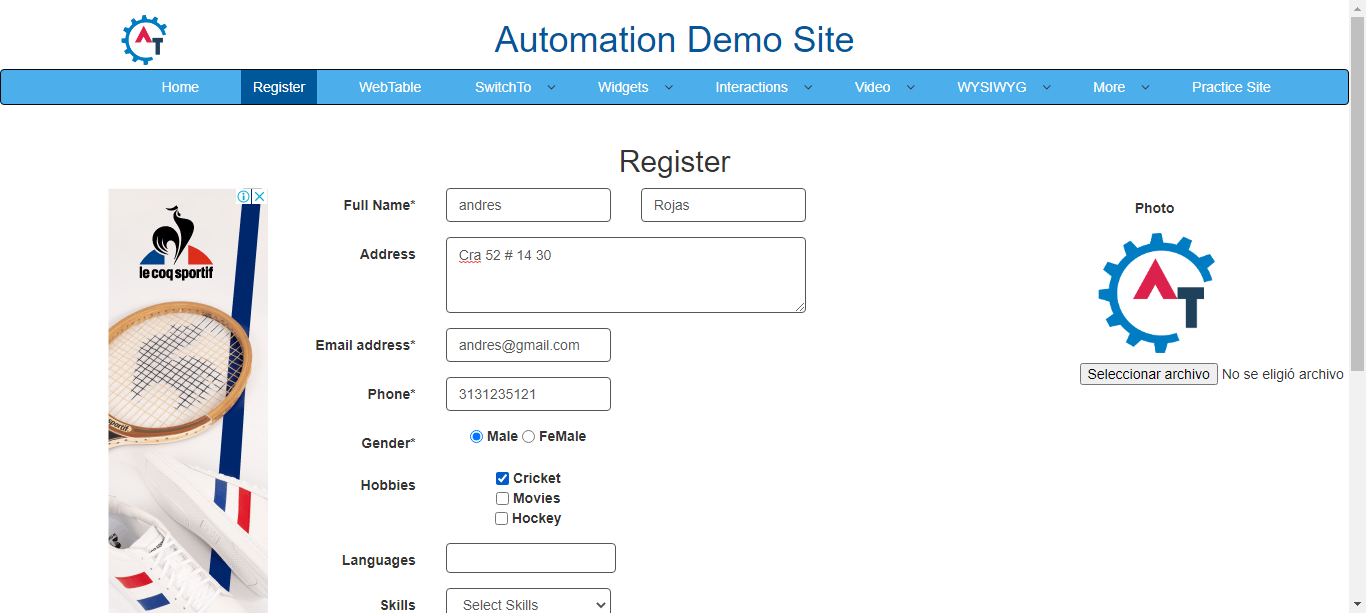 AT
Automation Demo Site
Home Register WebTable SwitchTo Widgets Interactions Video WYSIWYG More Practice Site
Register
Full Name* andres Rojas
Address Cra 52 # 14 30
Email address* andres@gmail.com
Phone* 3131235121
Gender* Male FeMale
Hobbies Cricket
Movies
Hockey
Languages
Skills Select Skills
le coq sportif
Photo
AT
Seleccionar archivo No se eligió archivo